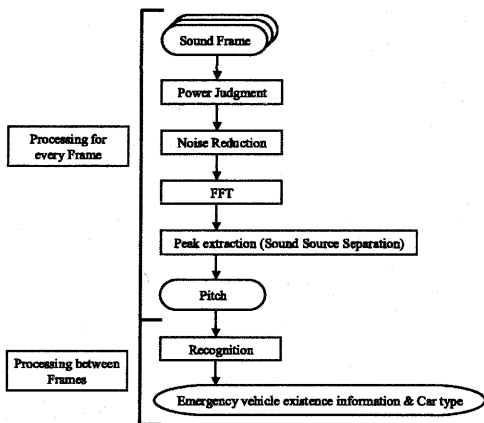 Sound Frame
Power Judgment
Processing for
every Frame
Noise Reduction
FFT
Peak extraction (Sound Source Separation)
Pitch
Recognition
Processing between
Frames
Emergency vehicle existence information & Car type